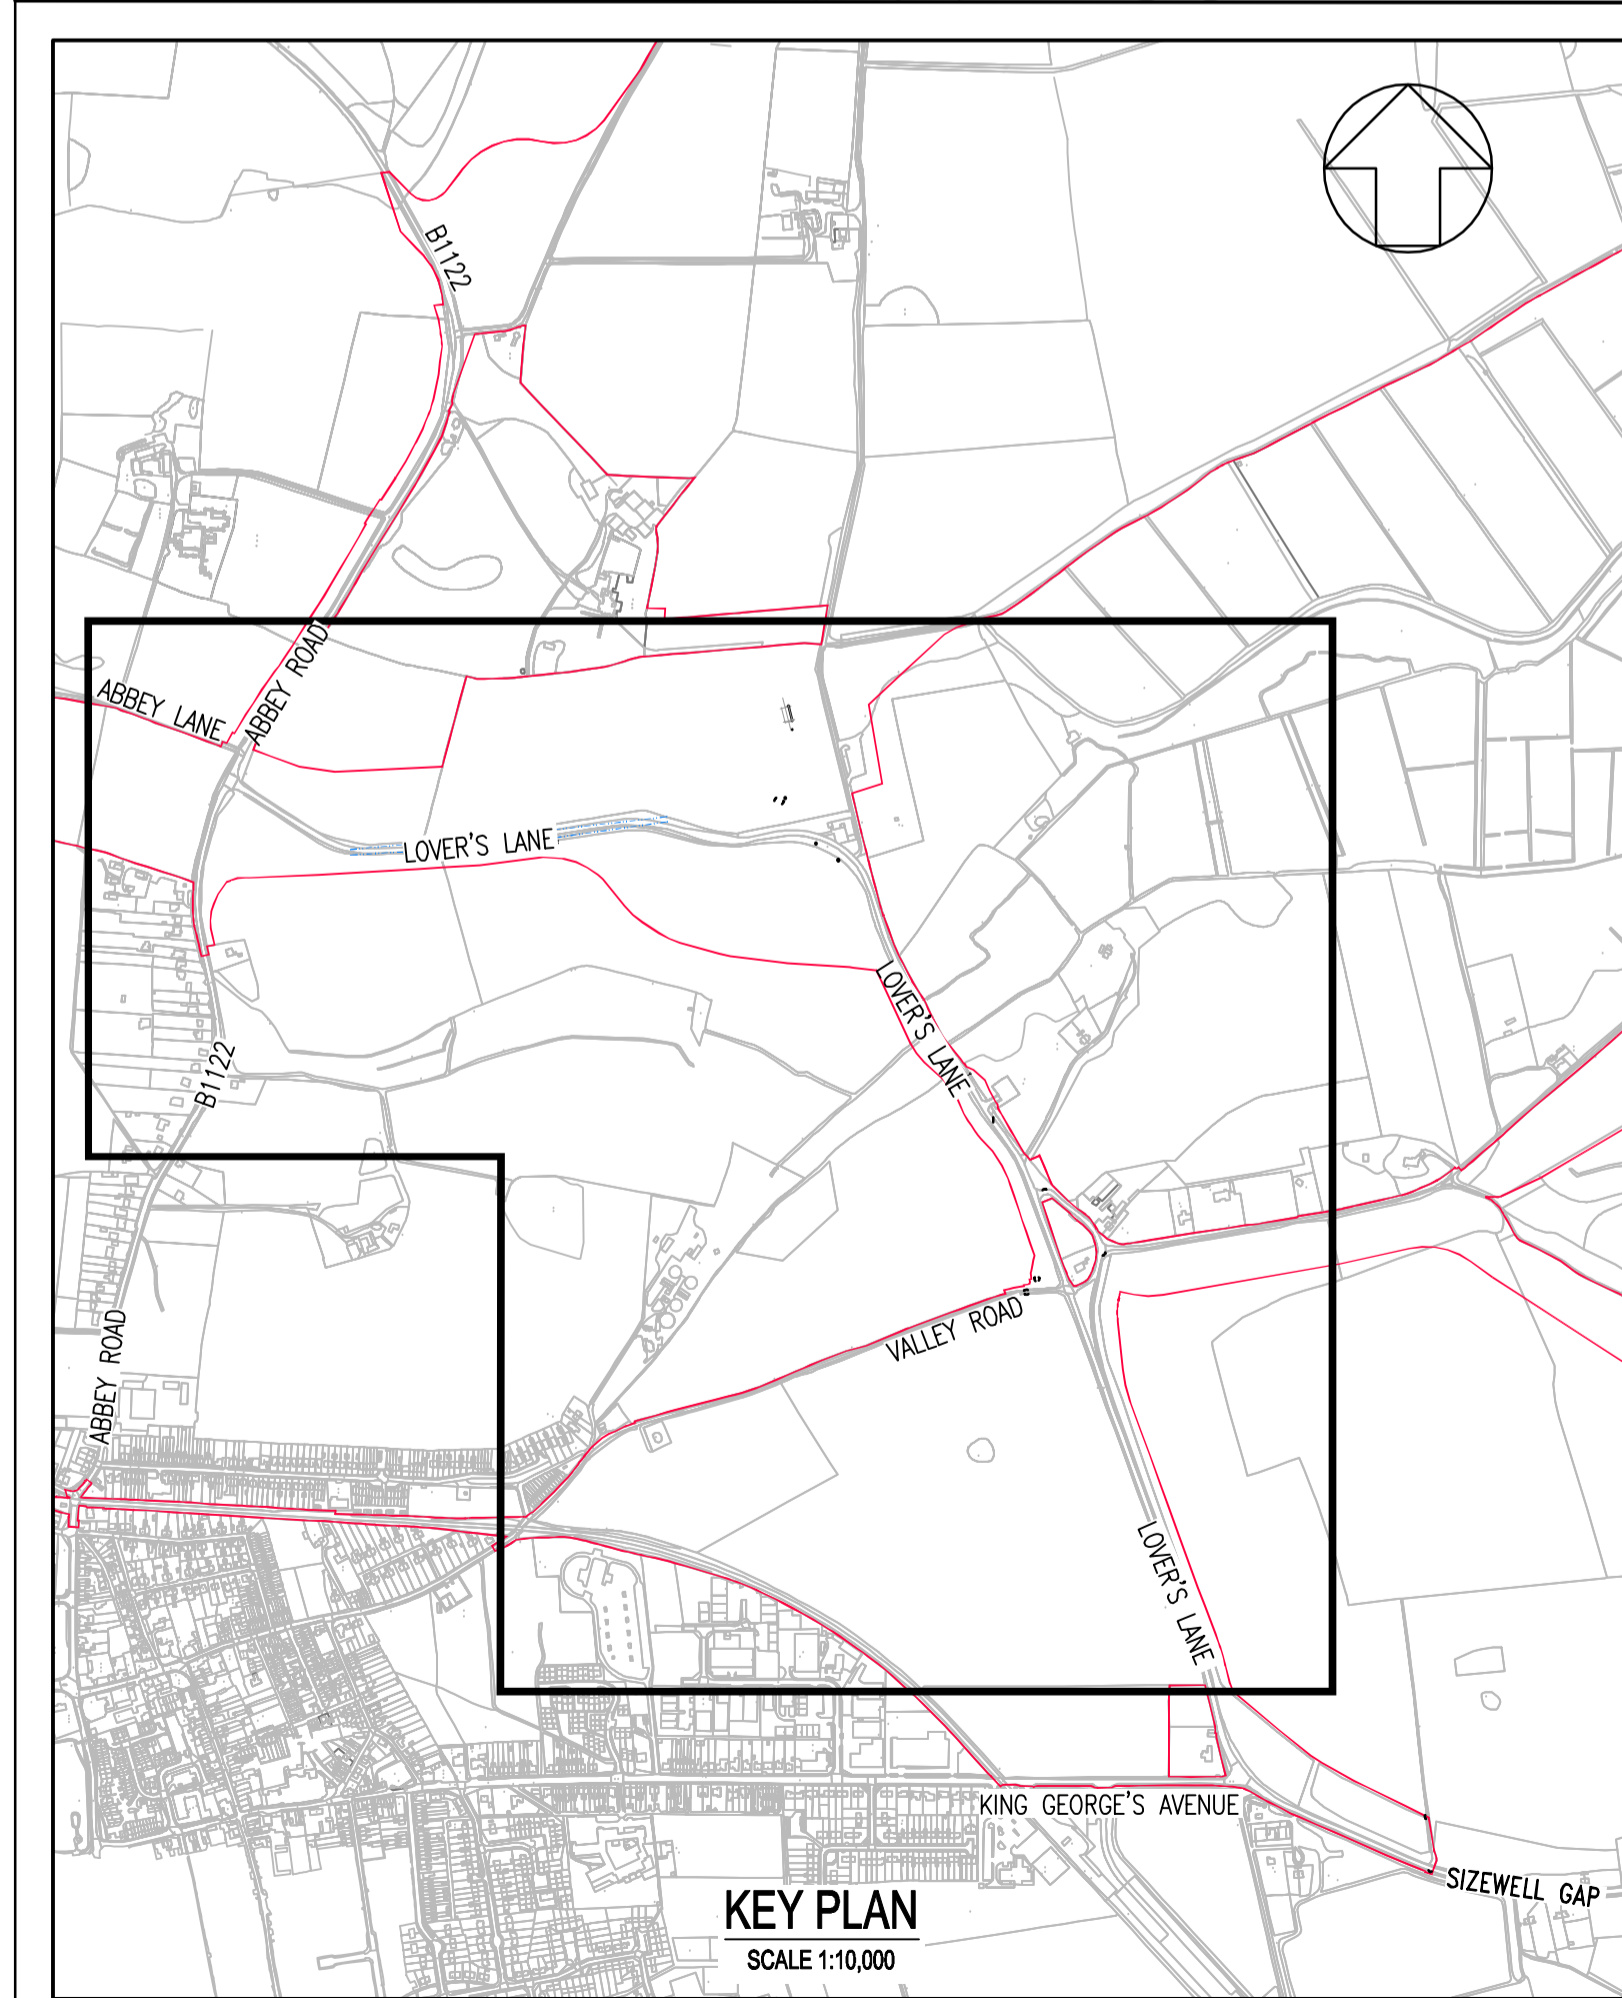 B1122
ABBEY ROAD
ABBEY LANE
LOVER'S LANE
LOVER'S LANE
B1122
VALLEY ROAD
ABBEY ROAD
LOVER'S LANE
KING GEORGE'S AVENUE
SIZEWELL GAP
KEY PLAN
SCALE 1:10,000